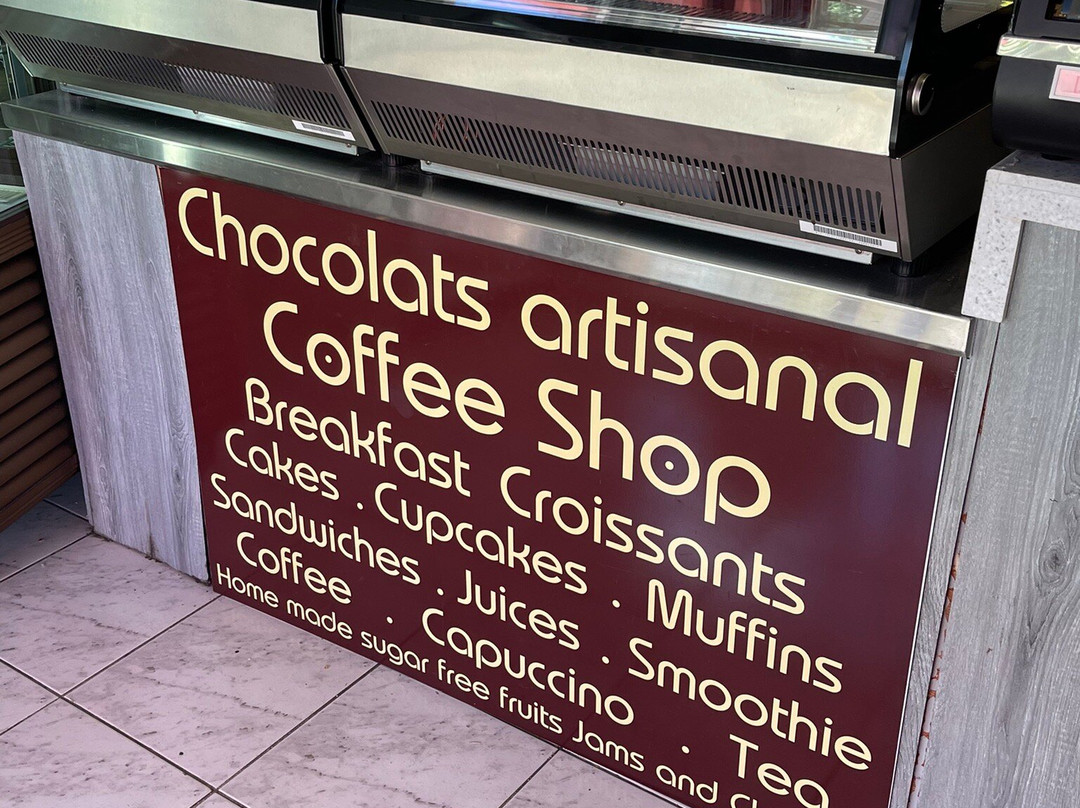 Chocolats artisanal
Coffee Shop
Breakfast Croissants
Cakes . Cupcakes . Muffins
Sandwiches . Juices . Smoothie
Coffee . Capuccino . Tea
Home made sugar free fruits Jams and